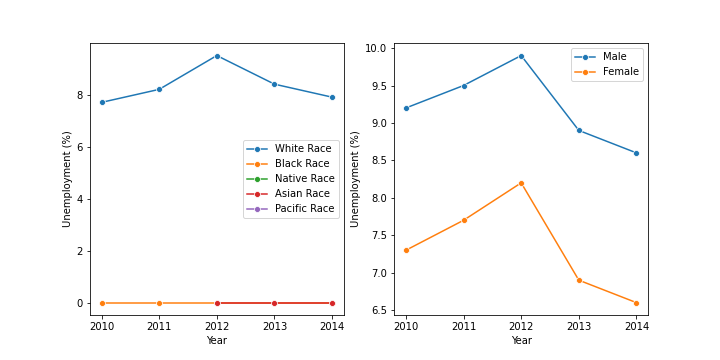 Unemployment (%)
8
6
4
2
0
2010 2011 2012 2013 2014
Year
White Race
Black Race
Native Race
Asian Race
Pacific Race
Unemployment (%)
10.0
9.5
9.0
8.5
8.0
7.5
7.0
6.5
2010 2011 2012 2013 2014
Year
Male
Female